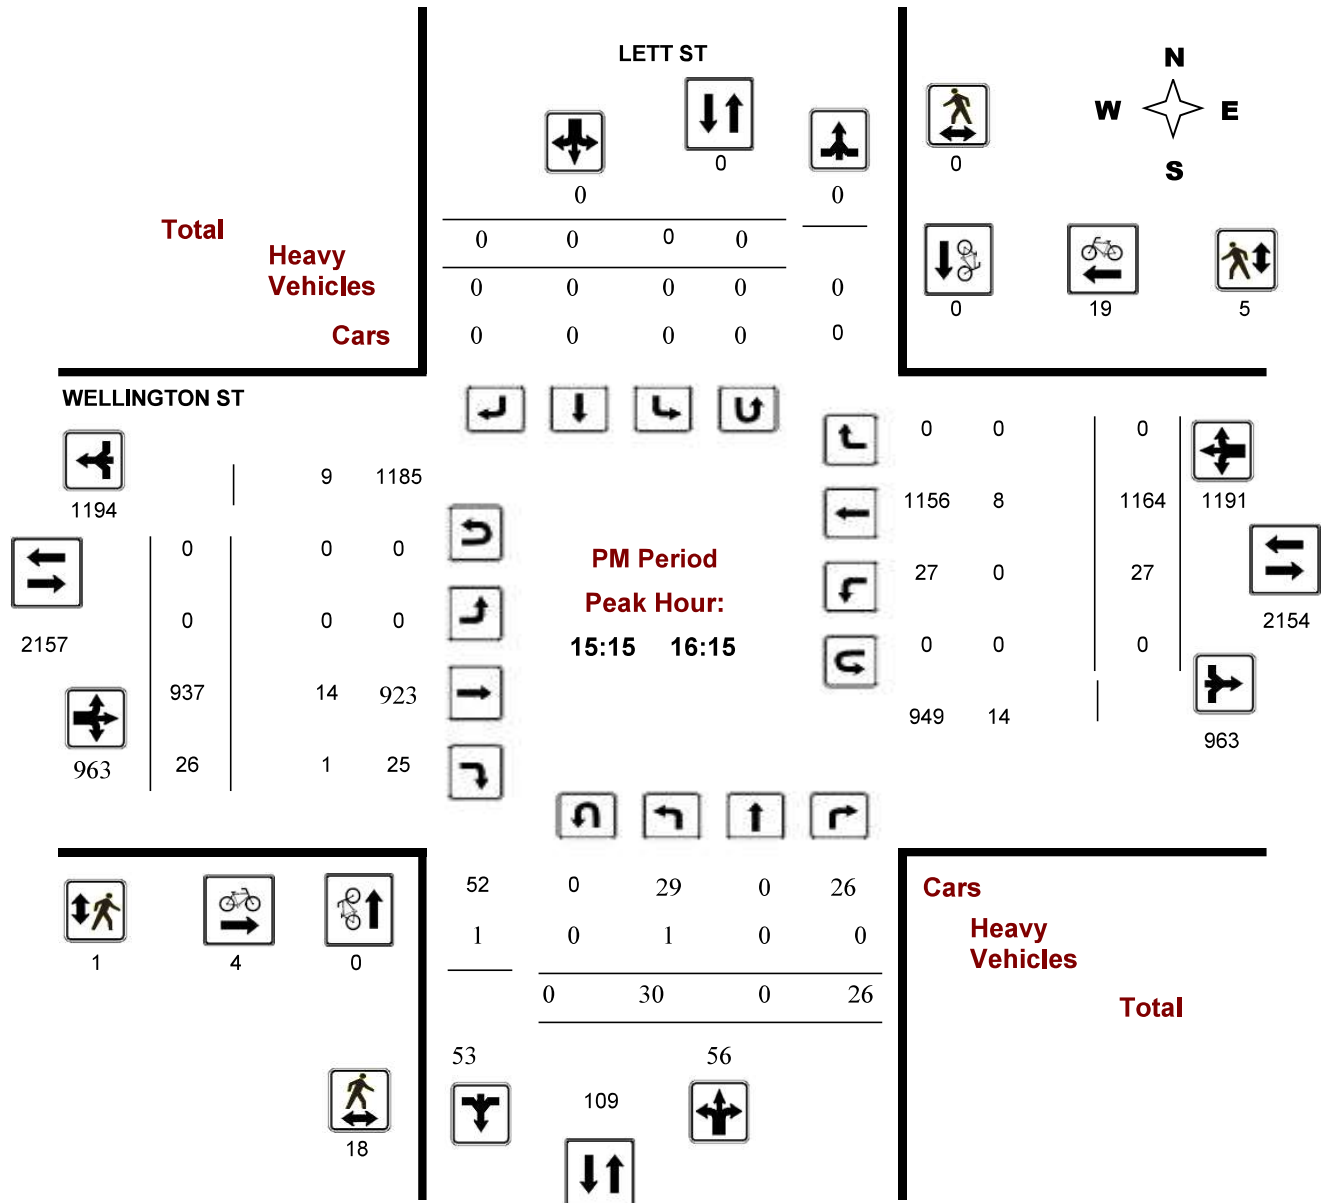 LETT ST
N
W E
S
0
0
0
0 0
Total
0 0 0 0
Heavy
Vehicles
0 0 0 0 0
Cars
0 0 0 0 0
0 19 5
WELLINGTON ST
0 0 0
9 1185
1194
1156 8 1164 1191
0 0 0
PM Period
27 0 27
Peak Hour:
0 0 0
2154
2157
15:15 16:15
0 0 0
937 14 923
949 14
963
963
26 1 25
52 0 29 0 26
Cars
1 0 1 0 0
Heavy
Vehicles
1 4 0
0 30 0 26
Total
53 56
109
18